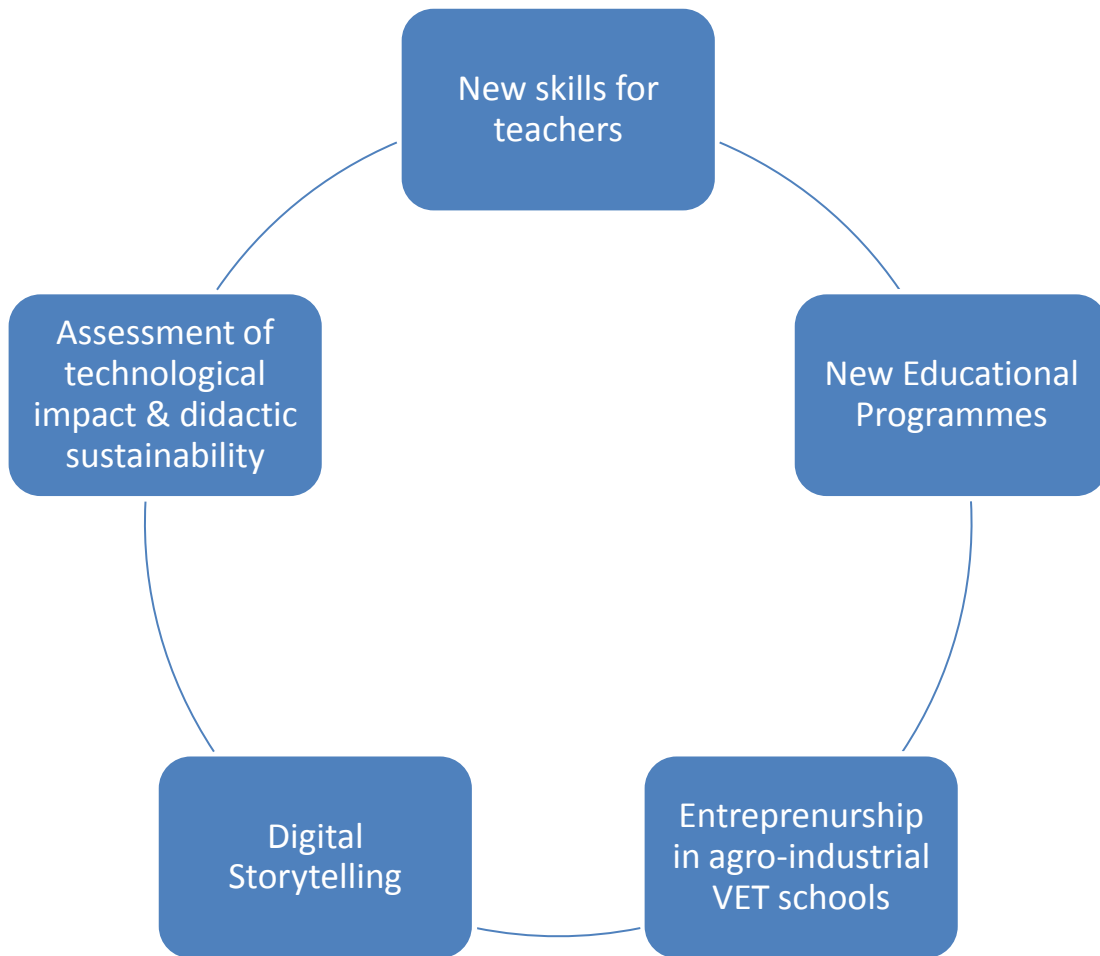 New skills for
teachers
New Educational
Programmes
Entreprenurship
in agro-industrial
VET schools
Digital
Storytelling
Assessment of
technological
impact & didactic
sustainability